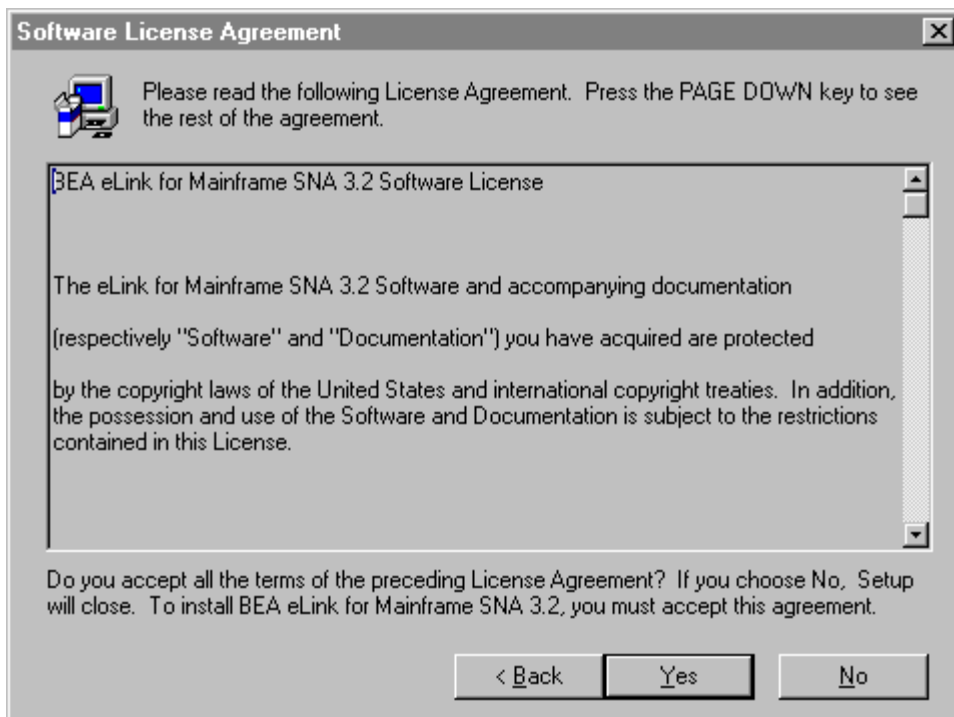 Software License Agreement
Please read the following License Agreement.  Press the PAGE DOWN key to see
the rest of the agreement.
BEA eLink for Mainframe SNA 3.2 Software License
The eLink for Mainframe SNA 3.2 Software and accompanying documentation
(respectively "Software" and "Documentation") you have acquired are protected
by the copyright laws of the United States and international copyright treaties.  In addition,
the possession and use of the Software and Documentation is subject to the restrictions
contained in this License.
Do you accept all the terms of the preceding License Agreement?  If you choose No,  Setup
will close.  To install BEA eLink for Mainframe SNA 3.2, you must accept this agreement.
< Back
Yes
No